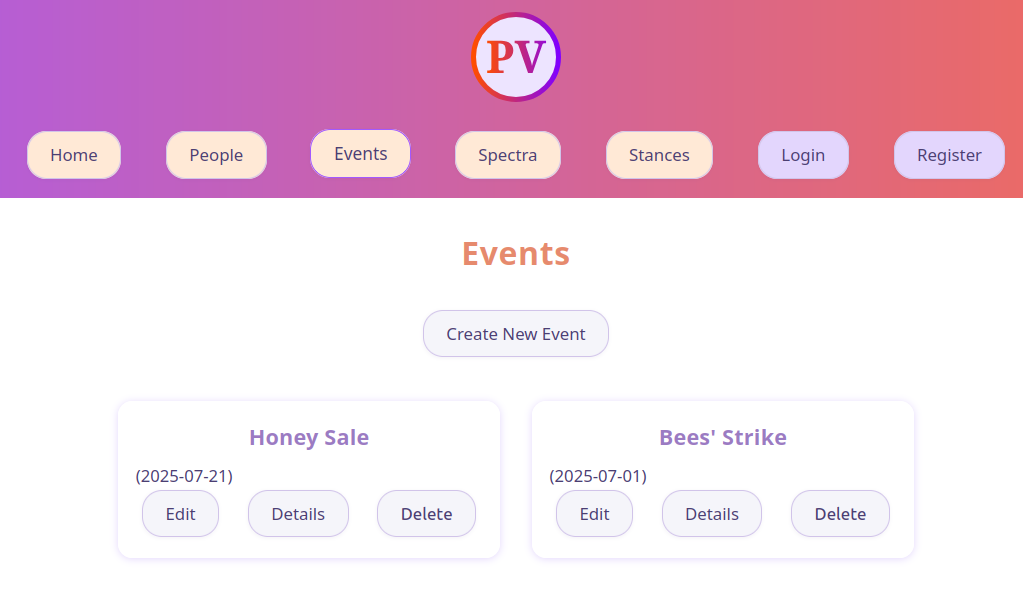 PV
Home People Events Spectra Stances Login Register
Events
Create New Event
Honey Sale
(2025-07-21)
Edit Details Delete
Bees' Strike
(2025-07-01)
Edit Details Delete